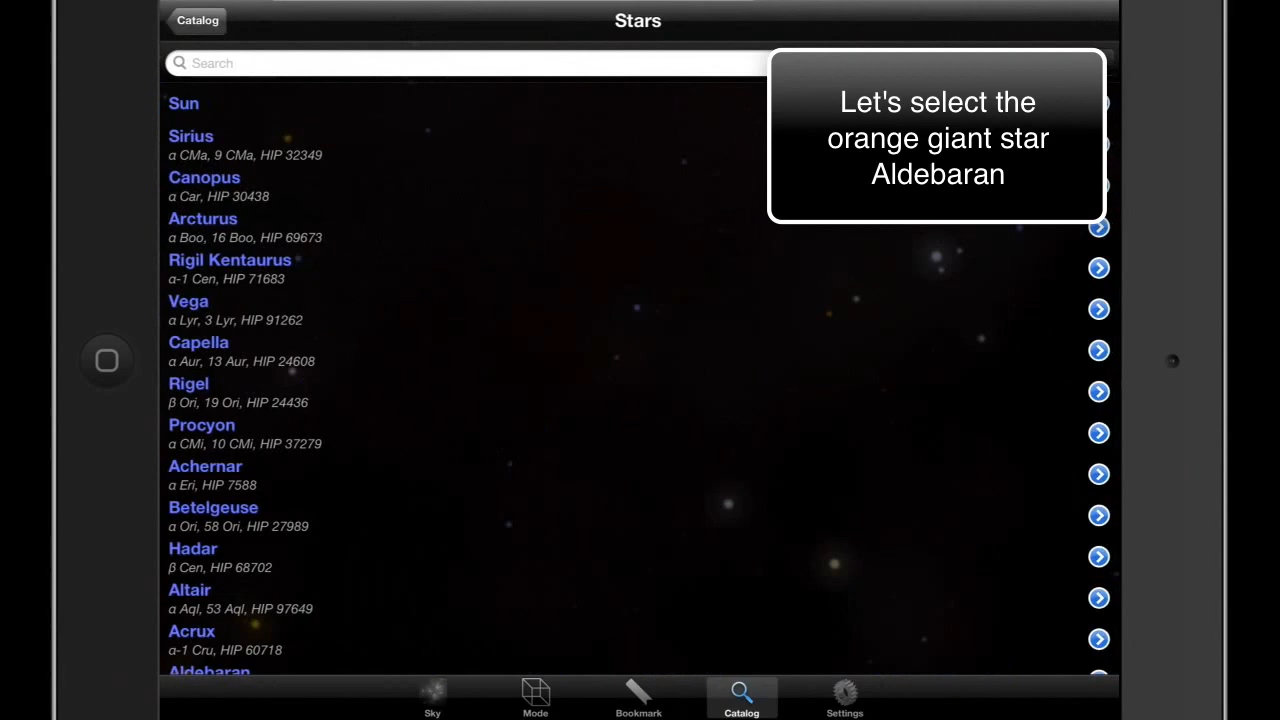 Catalog
Stars
Search
Let's select the
orange giant star
Aldebaran
Sun
Sirius
α CMa, 9 CMa, HIP 32349
Canopus
α Car, HIP 30438
Arcturus
α Boo, 16 Boo, HIP 69673
Rigil Kentaurus
α-1 Cen, HIP 71683
Vega
α Lyr, 3 Lyr, HIP 91262
Capella
α Aur, 13 Aur, HIP 24608
Rigel
β Ori, 19 Ori, HIP 24436
Procyon
α CMi, 10 CMi, HIP 37279
Achernar
α Eri, HIP 7588
Betelgeuse
α Ori, 58 Ori, HIP 27989
Hadar
β Cen, HIP 68702
Altair
α Aql, 53 Aql, HIP 97649
Acrux
α-1 Cru, HIP 60718
Aldebaran
Sky
Mode
Bookmark
Catalog
Settings